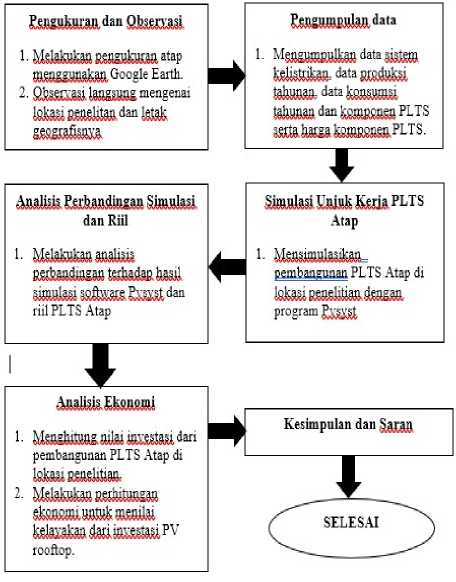 Pengukuran dan Observasi
1. Melakukan pengukuran atap
menggunakan Google Earth.
2. Observasi langsung mengenai
lokasi penelitan dan letak
geografisnya
Pengumpulan data
1. Mengumpulkan data sistem
kelistrikan, data produksi
tahunan, data konsumsi
tahunan dan komponen PLTS
serta harga komponen PLTS.
Simulasi Unjuk Kerja PLTS
Atap
1. Mensimulasikan
pembangunan PLTS Atap di
lokasi penelitian dengan
program Pvsyst
Analisis Perbandingan Simulasi
dan Riil
1. Melakukan analisis
perbandingan terhadap hasil
simulasi software Pvsyst dan
riil PLTS Atap
Analisis Ekonomi
1. Menghitung nilai investasi dari
pembangunan PLTS Atap di
lokasi penelitian.
2. Melakukan perhitungan
ekonomi untuk menilai
kelayakan dari investasi PV
rooftop.
Kesimpulan dan Saran
SELESAI